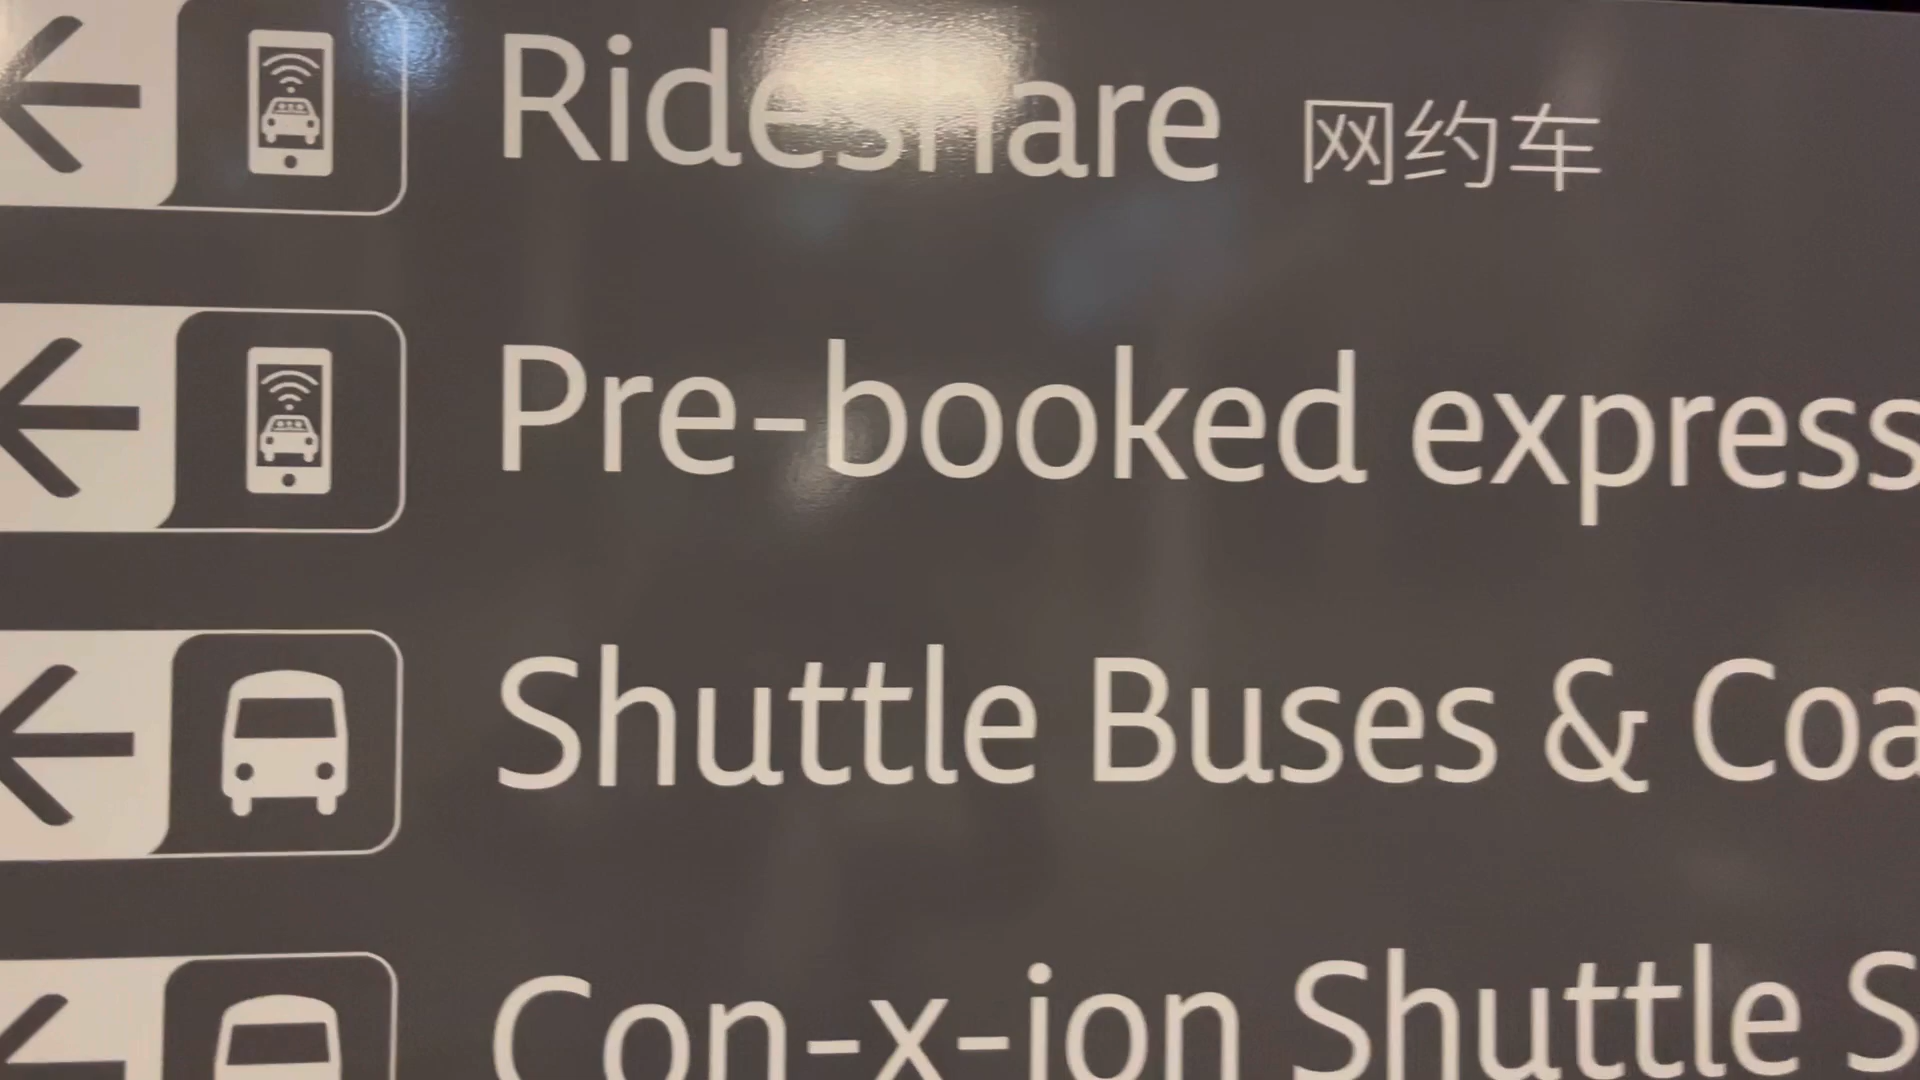 Rideshare 网约车
Pre-booked express
Shuttle Buses & Coa
Con-x-ion Shuttle S